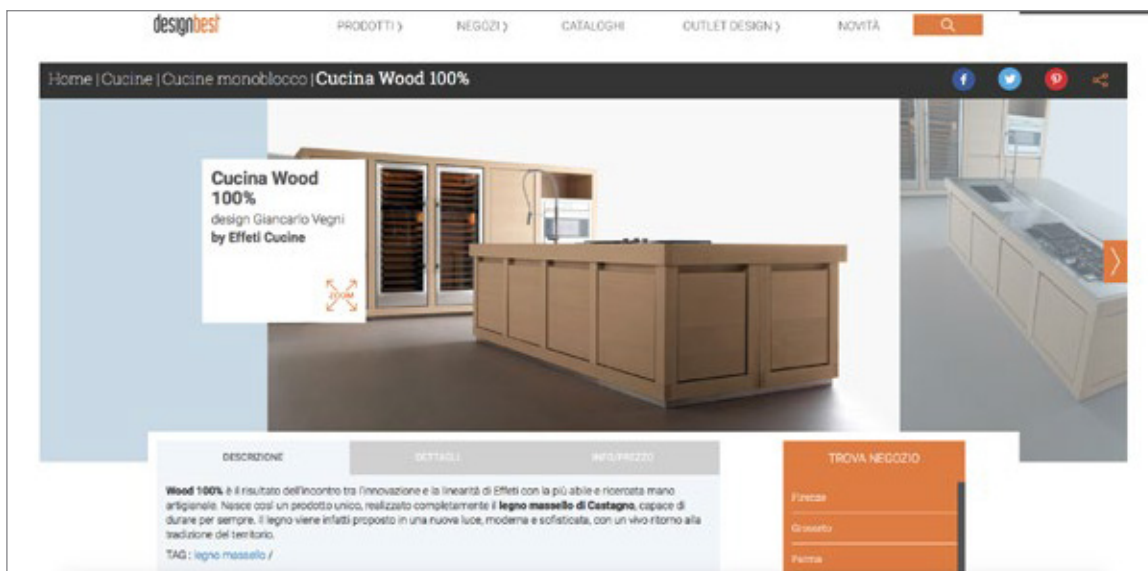 designbest
PRODOTTI >
NEGOZI >
CATALOGHI
OUTLET DESIGN >
NOVITÀ
Home | Cucine | Cucine monoblocco | Cucina Wood 100%
Cucina Wood
100%
design Giancarlo Vegni
by Effeti Cucine
ZOOM
DESCRIZIONE
DETTAGLI
INFO/PREZZO
TROVA NEGOZIO
Wood 100% è il risultato dell'incontro tra l'innovazione e la linearità di Effeti con la più abile e ricercata mano
artigianale. Nasce così un prodotto unico, realizzato completamente il legno massello di Castagno, capace di
durare per sempre. Il legno viene infatti proposto in una nuova luce, moderna e sofisticata, con un vivo ritorno alla
tradizione del territorio.
TAG : legno massello /
Firenze
Grosseto
Parma